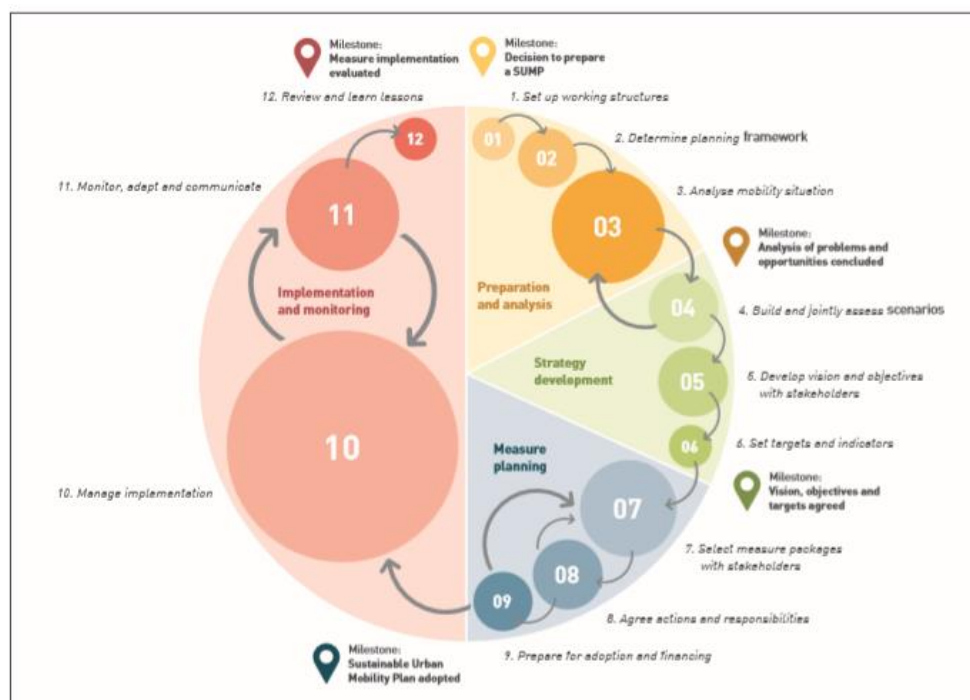 Milestone:
Measure implementation
evaluated
Milestone:
Decision to prepare
a SUMP
12. Review and learn lessons
1. Set up working structures
01
02
2. Determine planning framework
03
3. Analyse mobility situation
Milestone:
Analysis of problems and
opportunities concluded
Preparation
and analysis
04
4. Build and jointly assess scenarios
Strategy
development
05
5. Develop vision and objectives
with stakeholders
06
6. Set targets and indicators
Milestone:
Vision, objectives and
targets agreed
Measure
planning
07
7. Select measure packages
with stakeholders
08
8. Agree actions and responsibilities
09
9. Prepare for adoption and financing
Milestone:
Sustainable Urban
Mobility Plan adopted
10
10. Manage implementation
Implementation
and monitoring
11
11. Monitor, adapt and communicate
12